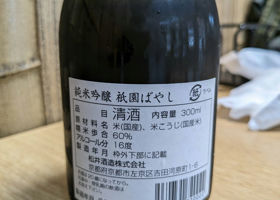 純米吟醸 祇園ばやし
品目 清酒 内容量 300ml
原材料名 米(国産)、米こうじ(国産米)
精米歩合 60%
アルコール分 16度
製造年月 枠外下部に記載
松井酒造株式会社
京都府京都市左京区吉田河原町1-6